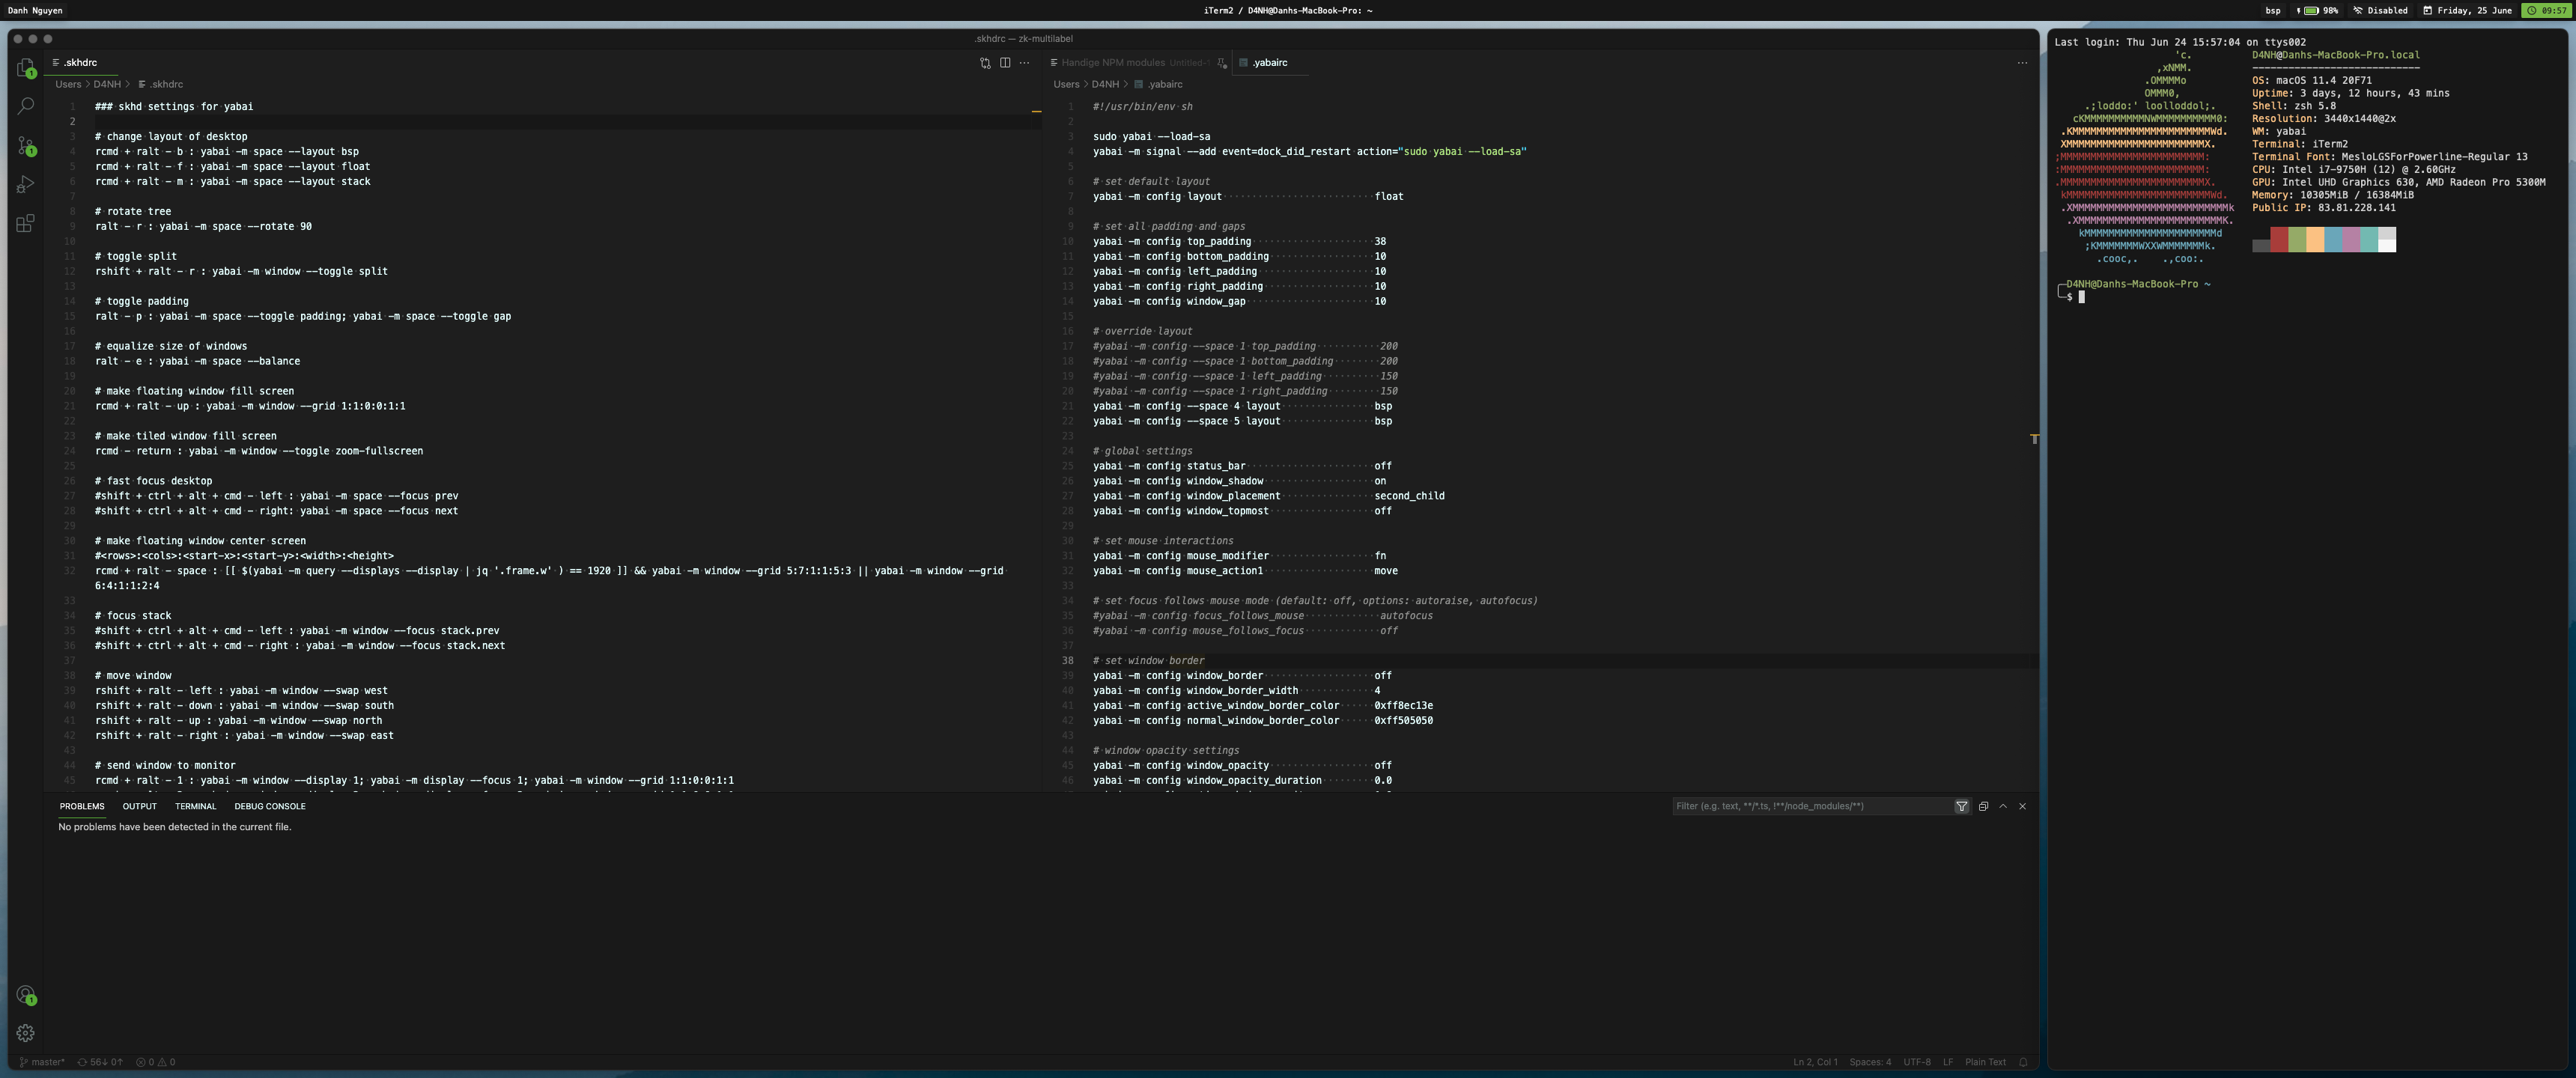 Danh Nguyen
iTerm2 / D4NH@Danhs-MacBook-Pro: ~
bsp 98% Disabled Friday, 25 June 09:57
.skhdrc — zk-multilabel
.skhdrc
Users > D4NH > .skhdrc
1 ### skhd settings for yabai
2
3 # change layout of desktop
4 rcmd + ralt - b : yabai -m space --layout bsp
5 rcmd + ralt - f : yabai -m space --layout float
6 rcmd + ralt - m : yabai -m space --layout stack
7
8 # rotate tree
9 ralt - r : yabai -m space --rotate 90
10
11 # toggle split
12 rshift + ralt - r : yabai -m window --toggle split
13
14 # toggle padding
15 ralt - p : yabai -m space --toggle padding; yabai -m space --toggle gap
16
17 # equalize size of windows
18 ralt - e : yabai -m space --balance
19
20 # make floating window fill screen
21 rcmd + ralt - up : yabai -m window --grid 1:1:0:0:1:1
22
23 # make tiled window fill screen
24 rcmd - return : yabai -m window --toggle zoom-fullscreen
25
26 # fast focus desktop
27 #shift + ctrl + alt + cmd - left : yabai -m space --focus prev
28 #shift + ctrl + alt + cmd - right: yabai -m space --focus next
29
30 # make floating window center screen
31 #<rows>:<cols>:<start-x>:<start-y>:<width>:<height>
32 rcmd + ralt - space : [[ $(yabai -m query --displays --display | jq '.frame.w' ) == 1920 ]] && yabai -m window --grid 5:7:1:1:5:3 || yabai -m window --grid
6:4:1:1:2:4
33
34 # focus stack
35 #shift + ctrl + alt + cmd - left : yabai -m window --focus stack.prev
36 #shift + ctrl + alt + cmd - right : yabai -m window --focus stack.next
37
38 # move window
39 rshift + ralt - left : yabai -m window --swap west
40 rshift + ralt - down : yabai -m window --swap south
41 rshift + ralt - up : yabai -m window --swap north
42 rshift + ralt - right : yabai -m window --swap east
43
44 # send window to monitor
45 rcmd + ralt - 1 : yabai -m window --display 1; yabai -m display --focus 1; yabai -m window --grid 1:1:0:0:1:1
Handige NPM modules Untitled-1 .yabairc
Users > D4NH > .yabairc
1 #!/usr/bin/env sh
2
3 sudo yabai --load-sa
4 yabai -m signal --add event=dock_did_restart action="sudo yabai --load-sa"
5
6 # set default layout
7 yabai -m config layout float
8
9 # set all padding and gaps
10 yabai -m config top_padding 38
11 yabai -m config bottom_padding 10
12 yabai -m config left_padding 10
13 yabai -m config right_padding 10
14 yabai -m config window_gap 10
15
16 # override layout
17 #yabai -m config --space 1 top_padding 200
18 #yabai -m config --space 1 bottom_padding 200
19 #yabai -m config --space 1 left_padding 150
20 #yabai -m config --space 1 right_padding 150
21 yabai -m config --space 4 layout bsp
22 yabai -m config --space 5 layout bsp
23
24 # global settings
25 yabai -m config status_bar off
26 yabai -m config window_shadow on
27 yabai -m config window_placement second_child
28 yabai -m config window_topmost off
29
30 # set mouse interactions
31 yabai -m config mouse_modifier fn
32 yabai -m config mouse_action1 move
33
34 # set focus follows mouse mode (default: off, options: autoraise, autofocus)
35 #yabai -m config focus_follows_mouse autofocus
36 #yabai -m config mouse_follows_focus off
37
38 # set window border
39 yabai -m config window_border off
40 yabai -m config window_border_width 4
41 yabai -m config active_window_border_color 0xff8ec13e
42 yabai -m config normal_window_border_color 0xff505050
43
44 # window opacity settings
45 yabai -m config window_opacity off
46 yabai -m config window_opacity_duration 0.0
PROBLEMS OUTPUT TERMINAL DEBUG CONSOLE
Filter (e.g. text, **/*.ts, !**/node_modules/**)
No problems have been detected in the current file.
1
1
1
master* 56↓ 0↑ 0 0
Ln 2, Col 1 Spaces: 4 UTF-8 LF Plain Text
Last login: Thu Jun 24 15:57:04 on ttys002
D4NH@Danhs-MacBook-Pro.local
----------------------------
OS: macOS 11.4 20F71
Uptime: 3 days, 12 hours, 43 mins
Shell: zsh 5.8
Resolution: 3440x1440@2x
WM: yabai
Terminal: iTerm2
Terminal Font: MesloLGSForPowerline-Regular 13
CPU: Intel i7-9750H (12) @ 2.60GHz
GPU: Intel UHD Graphics 630, AMD Radeon Pro 5300M
Memory: 10305MiB / 16384MiB
Public IP: 83.81.228.141
D4NH@Danhs-MacBook-Pro ~
$